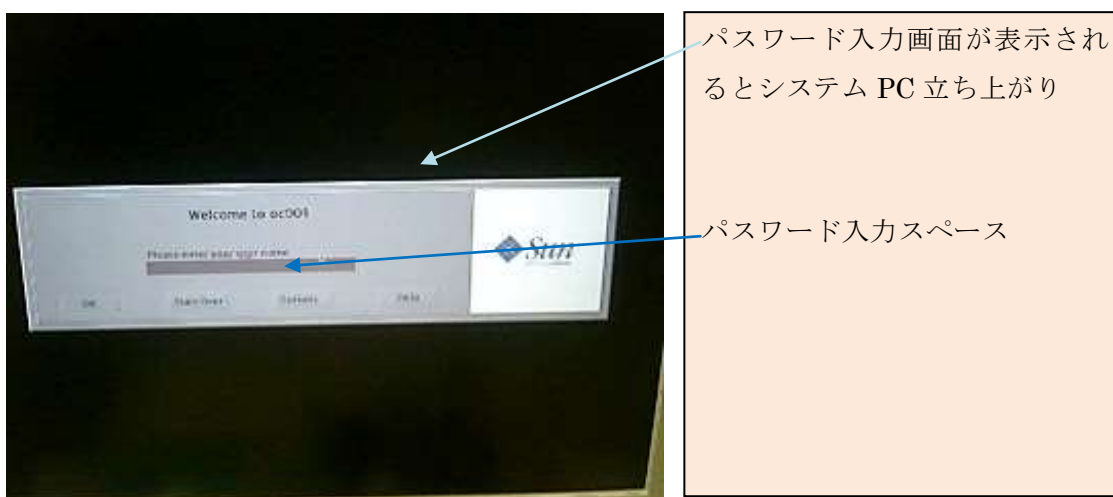 Welcome to oc001
Please enter your user name
OK Start Over Options Help
Sun
パスワード入力画面が表示され
るとシステム PC 立ち上がり
パスワード入力スペース